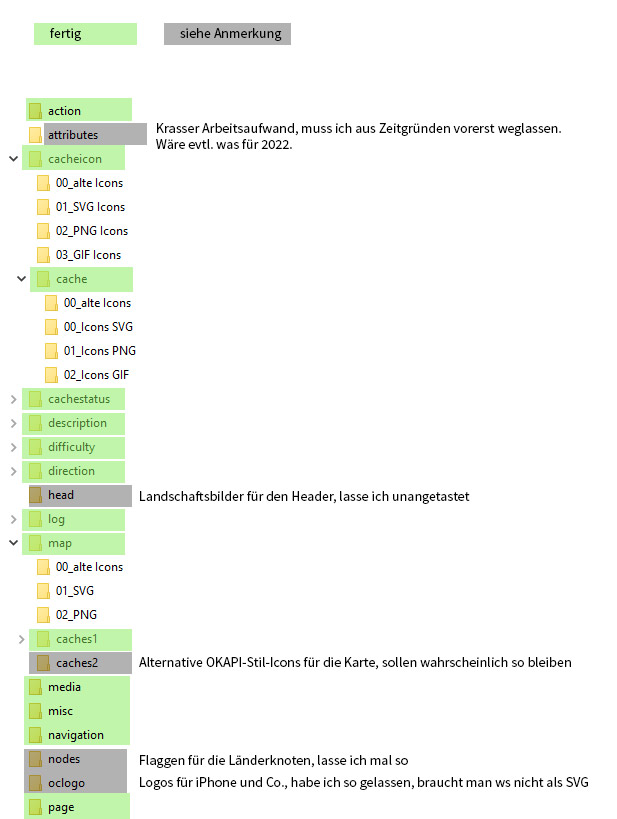 fertig
siehe Anmerkung
action
attributes
Krasser Arbeitsaufwand, muss ich aus Zeitgründen vorerst weglassen.
Wäre evtl. was für 2022.
cacheicon
00_alte Icons
01_SVG Icons
02_PNG Icons
03_GIF Icons
cache
00_alte Icons
00_Icons SVG
01_Icons PNG
02_Icons GIF
cachestatus
description
difficulty
direction
head
Landschaftsbilder für den Header, lasse ich unangetastet
log
map
00_alte Icons
01_SVG
02_PNG
caches1
caches2
Alternative OKAPI-Stil-Icons für die Karte, sollen wahrscheinlich so bleiben
media
misc
navigation
nodes
Flaggen für die Länderknoten, lasse ich mal so
oclogo
Logos für iPhone und Co., habe ich so gelassen, braucht man ws nicht als SVG
page